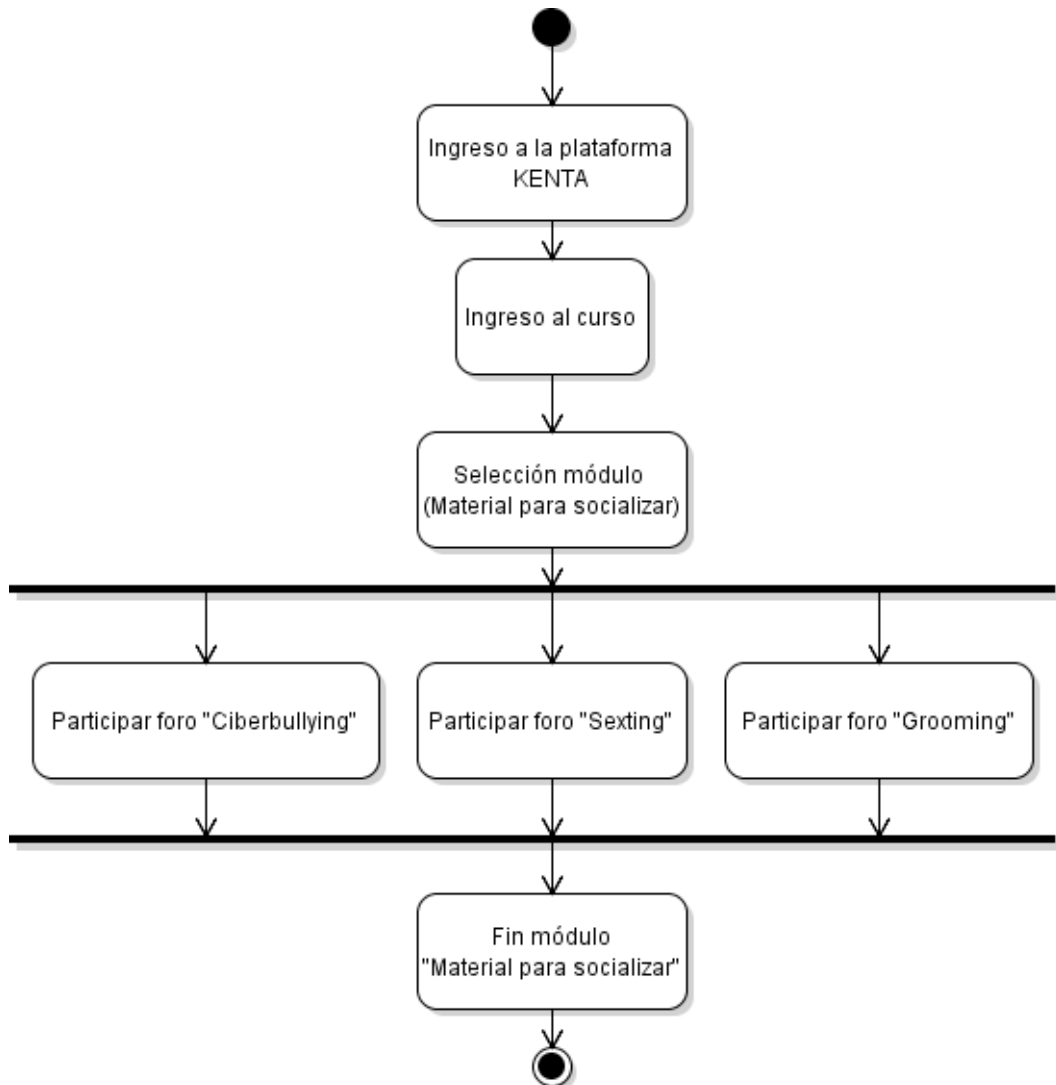 Ingreso a la plataforma
KENTA
Ingreso al curso
Selección módulo
(Material para socializar)
Participar foro "Ciberbullying"
Participar foro "Sexting"
Participar foro "Grooming"
Fin módulo
"Material para socializar"